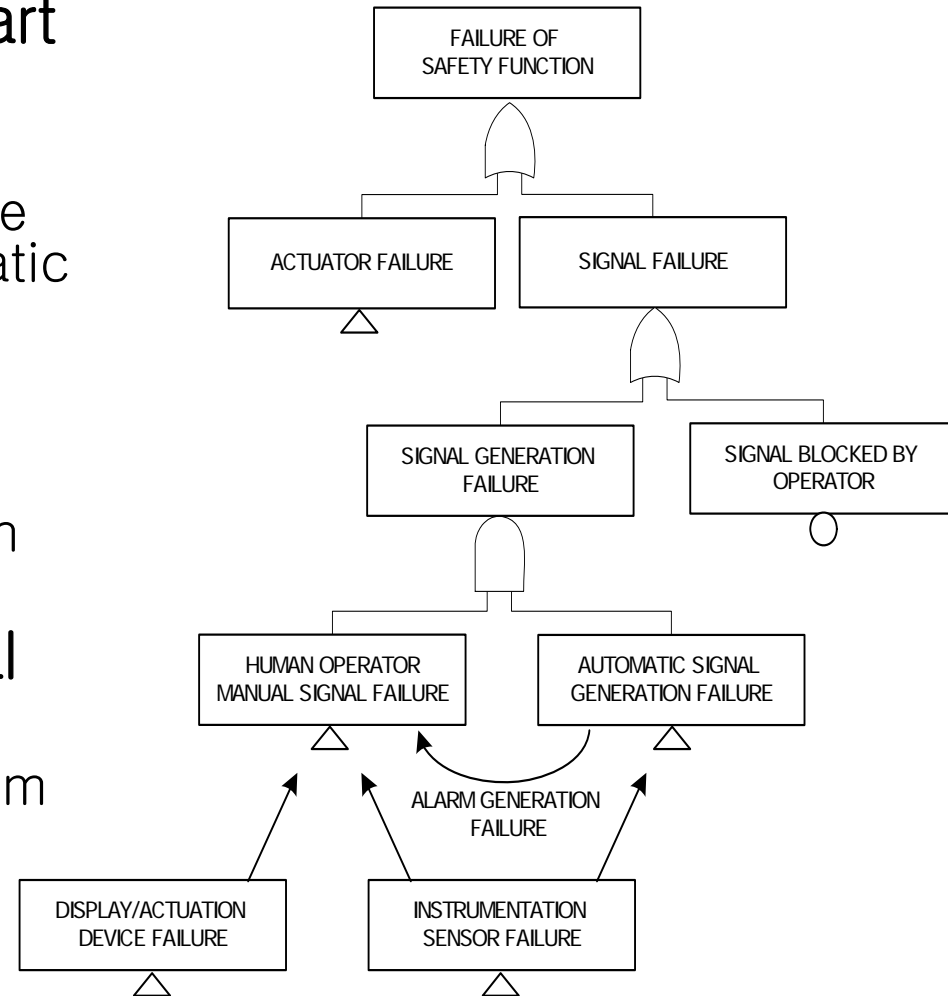 art
e
atic
n
al
m
FAILURE OF
SAFETY FUNCTION
ACTUATOR FAILURE
SIGNAL FAILURE
SIGNAL GENERATION
FAILURE
SIGNAL BLOCKED BY
OPERATOR
HUMAN OPERATOR
MANUAL SIGNAL FAILURE
AUTOMATIC SIGNAL
GENERATION FAILURE
ALARM GENERATION
FAILURE
DISPLAY/ACTUATION
DEVICE FAILURE
INSTRUMENTATION
SENSOR FAILURE